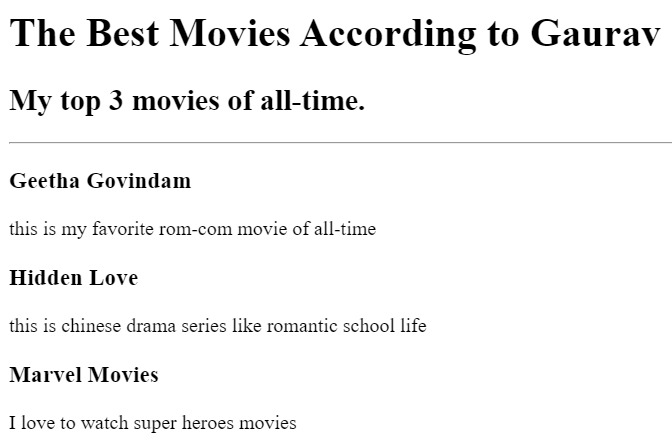 The Best Movies According to Gaurav
My top 3 movies of all-time.
Geetha Govindam
this is my favorite rom-com movie of all-time
Hidden Love
this is chinese drama series like romantic school life
Marvel Movies
I love to watch super heroes movies